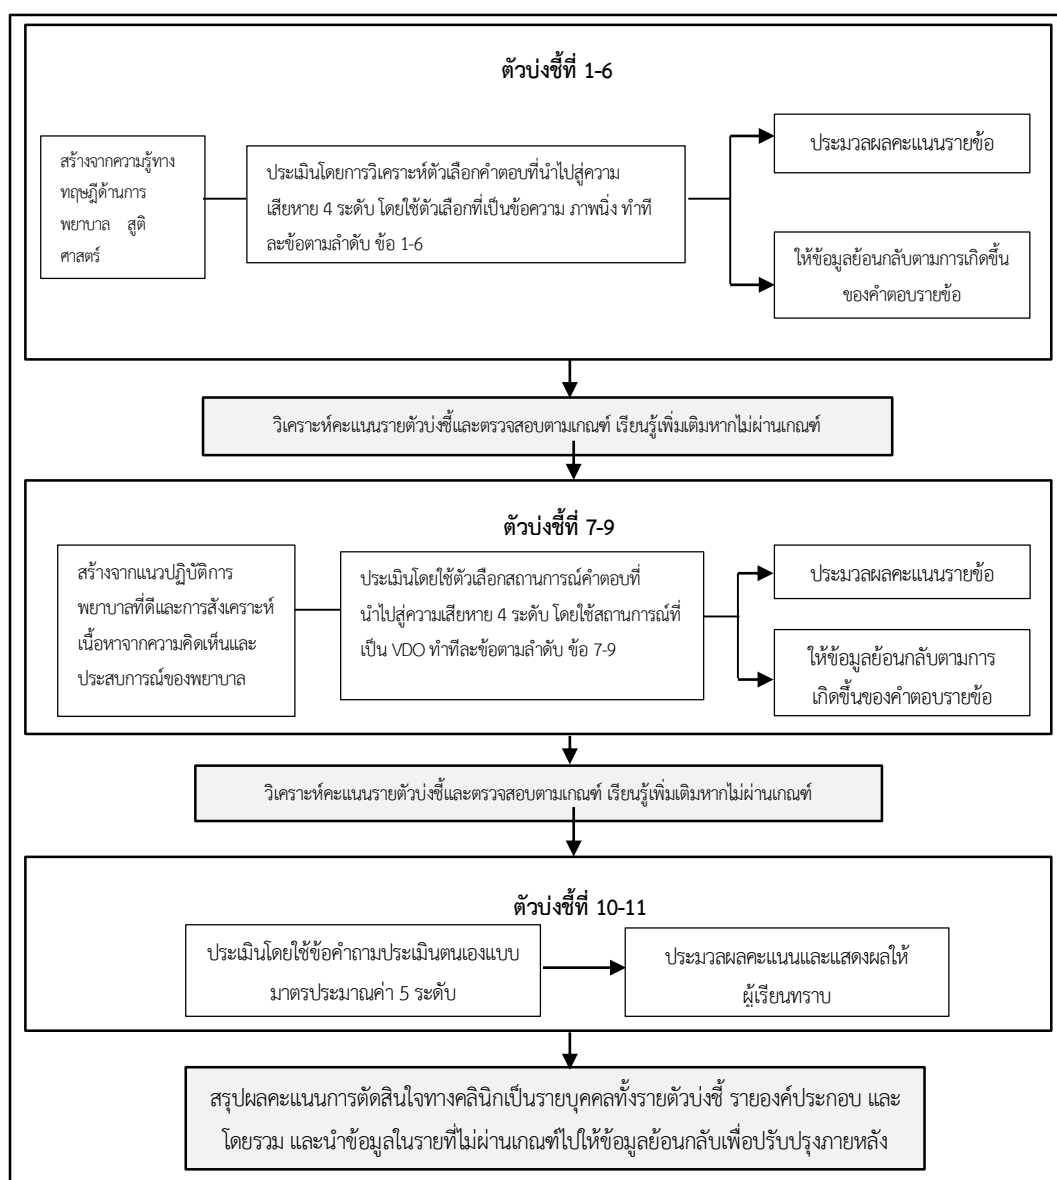 ตัวบ่งชี้ที่ 1-6
สร้างจากความรู้ทาง
ทฤษฎีด้านการ
พยาบาล สูติ
ศาสตร์
ประเมินโดยการวิเคราะห์ตัวเลือกคำตอบที่นำไปสู่ความ
เสียหาย 4 ระดับ โดยใช้ตัวเลือกที่เป็นข้อความ ภาพนิ่ง ทำที
ละข้อตามลำดับ ข้อ 1-6
ประมวลผลคะแนนรายข้อ
ให้ข้อมูลย้อนกลับตามการเกิดขึ้น
ของคำตอบรายข้อ
วิเคราะห์คะแนนรายตัวบ่งชี้และตรวจสอบตามเกณฑ์ เรียนรู้เพิ่มเติมหากไม่ผ่านเกณฑ์
ตัวบ่งชี้ที่ 7-9
สร้างจากแนวปฏิบัติการ
พยาบาลที่ดีและการสังเคราะห์
เนื้อหาจากความคิดเห็นและ
ประสบการณ์ของพยาบาล
ประเมินโดยใช้ตัวเลือกสถานการณ์คำตอบที่
นำไปสู่ความเสียหาย 4 ระดับ โดยใช้สถานการณ์ที่
เป็น VDO ทำทีละข้อตามลำดับ ข้อ 7-9
ประมวลผลคะแนนรายข้อ
ให้ข้อมูลย้อนกลับตามการ
เกิดขึ้นของคำตอบรายข้อ
วิเคราะห์คะแนนรายตัวบ่งชี้และตรวจสอบตามเกณฑ์ เรียนรู้เพิ่มเติมหากไม่ผ่านเกณฑ์
ตัวบ่งชี้ที่ 10-11
ประเมินโดยใช้ข้อคำถามประเมินตนเองแบบ
มาตรประมาณค่า 5 ระดับ
ประมวลผลคะแนนและแสดงผลให้
ผู้เรียนทราบ
สรุปผลคะแนนการตัดสินใจทางคลินิกเป็นรายบุคคลทั้งรายตัวบ่งชี้ รายองค์ประกอบ และ
โดยรวม และนำข้อมูลในรายที่ไม่ผ่านเกณฑ์ไปให้ข้อมูลย้อนกลับเพื่อปรับปรุงภายหลัง